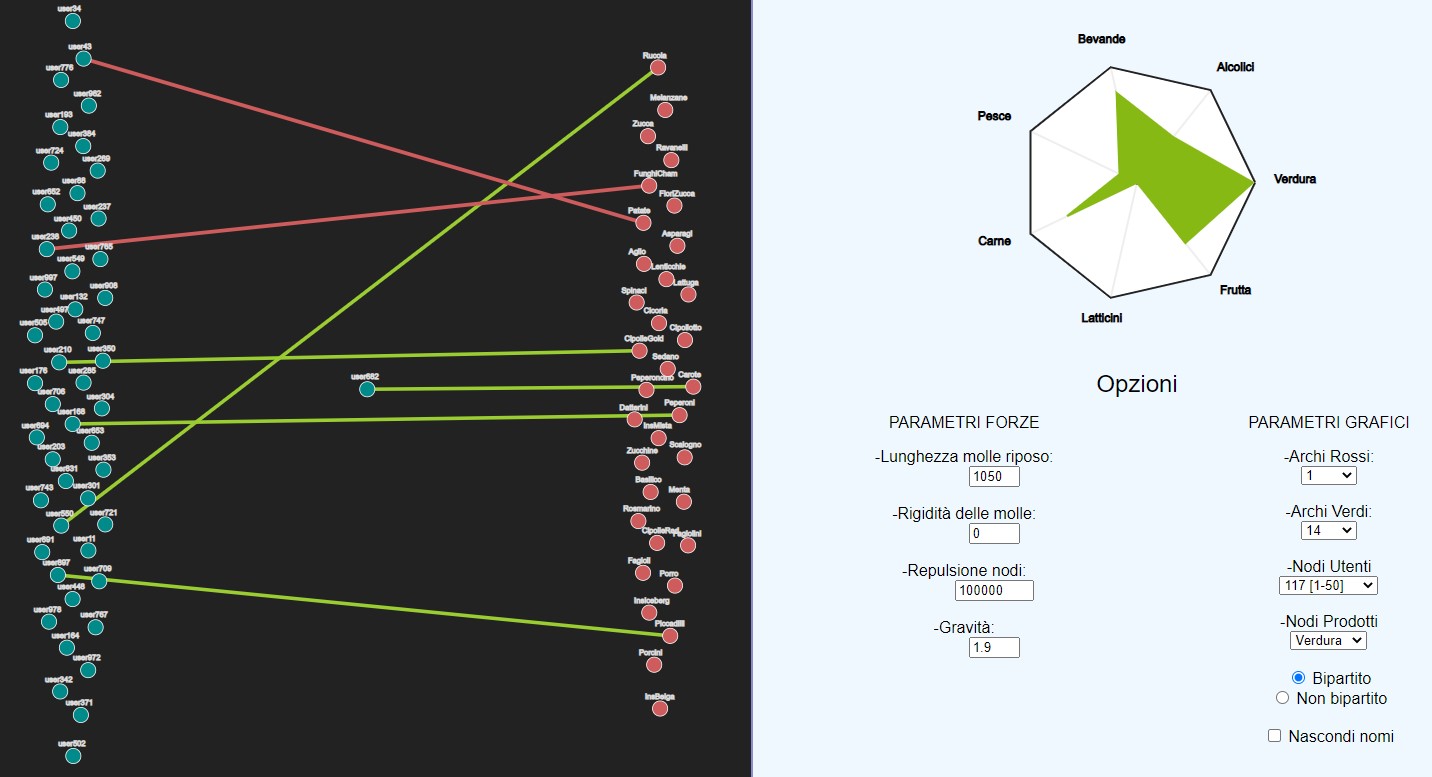 user34
user43
user776
user962
user193
user384
user724
user269
user68
user652
user237
user450
user236
user765
user549
user997
user908
user132
user497
user505
user747
user210
user350
user176
user265
user706
user304
user168
user694
user653
user203
user353
user831
user743
user301
user550
user721
user691
user11
user897
user709
user448
user978
user767
user164
user972
user342
user371
user502
user682
Rucola
Melanzane
Zucca
Ravanelli
FunghiCham
FioriZucca
Patate
Asparagi
Aglio
Lenticchie
Lattuga
Spinaci
Cicoria
Cipollotto
CipolleGold
Sedano
Peperoncino
Carote
Datterini
Peperoni
InsMista
Scalogno
Zucchine
Basilico
Menta
Rosmarino
CipolleRed
Fagiolini
Fagioli
Porro
InsIceberg
Piccadilli
Porcini
InsBelga
Bevande
Alcolici
Pesce
Verdura
Carne
Frutta
Latticini
Opzioni
PARAMETRI FORZE
-Lunghezza molle riposo:
1050
-Rigidità delle molle:
0
-Repulsione nodi:
100000
-Gravità:
1.9
PARAMETRI GRAFICI
-Archi Rossi:
1
-Archi Verdi:
14
-Nodi Utenti
117 [1-50]
-Nodi Prodotti
Verdura
Bipartito
Non bipartito
Nascondi nomi